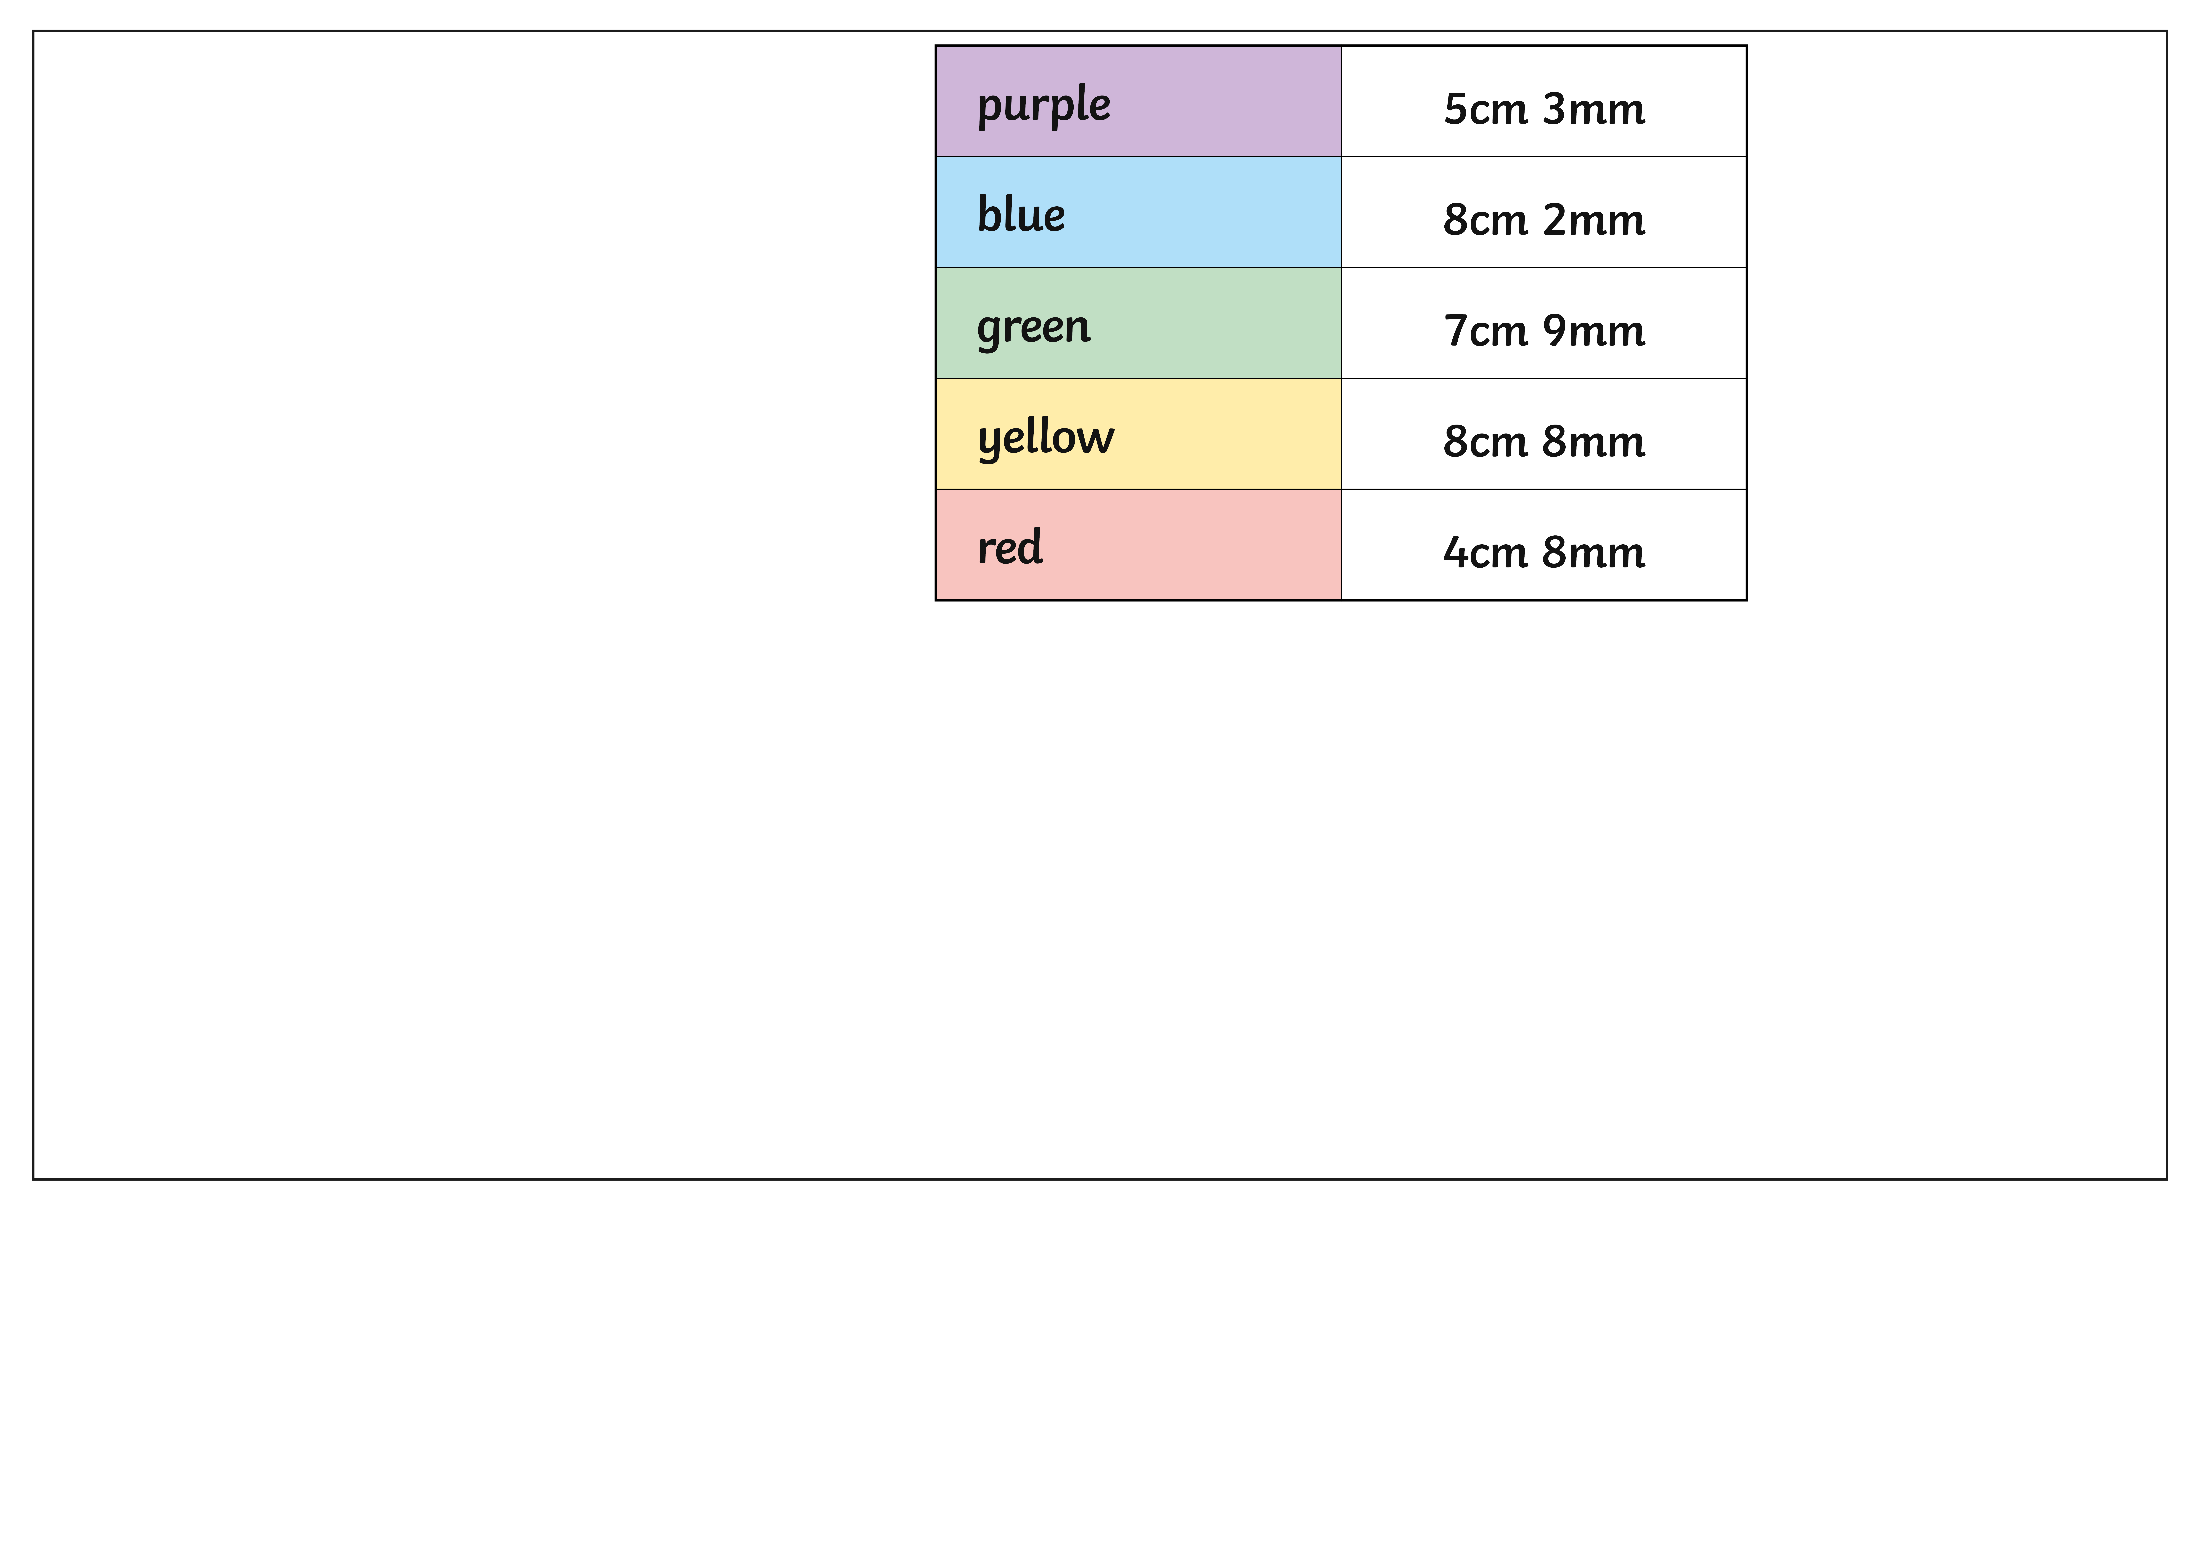 purple 5cm 3mm
blue 8cm 2mm
green 7cm 9mm
yellow 8cm 8mm
red 4cm 8mm